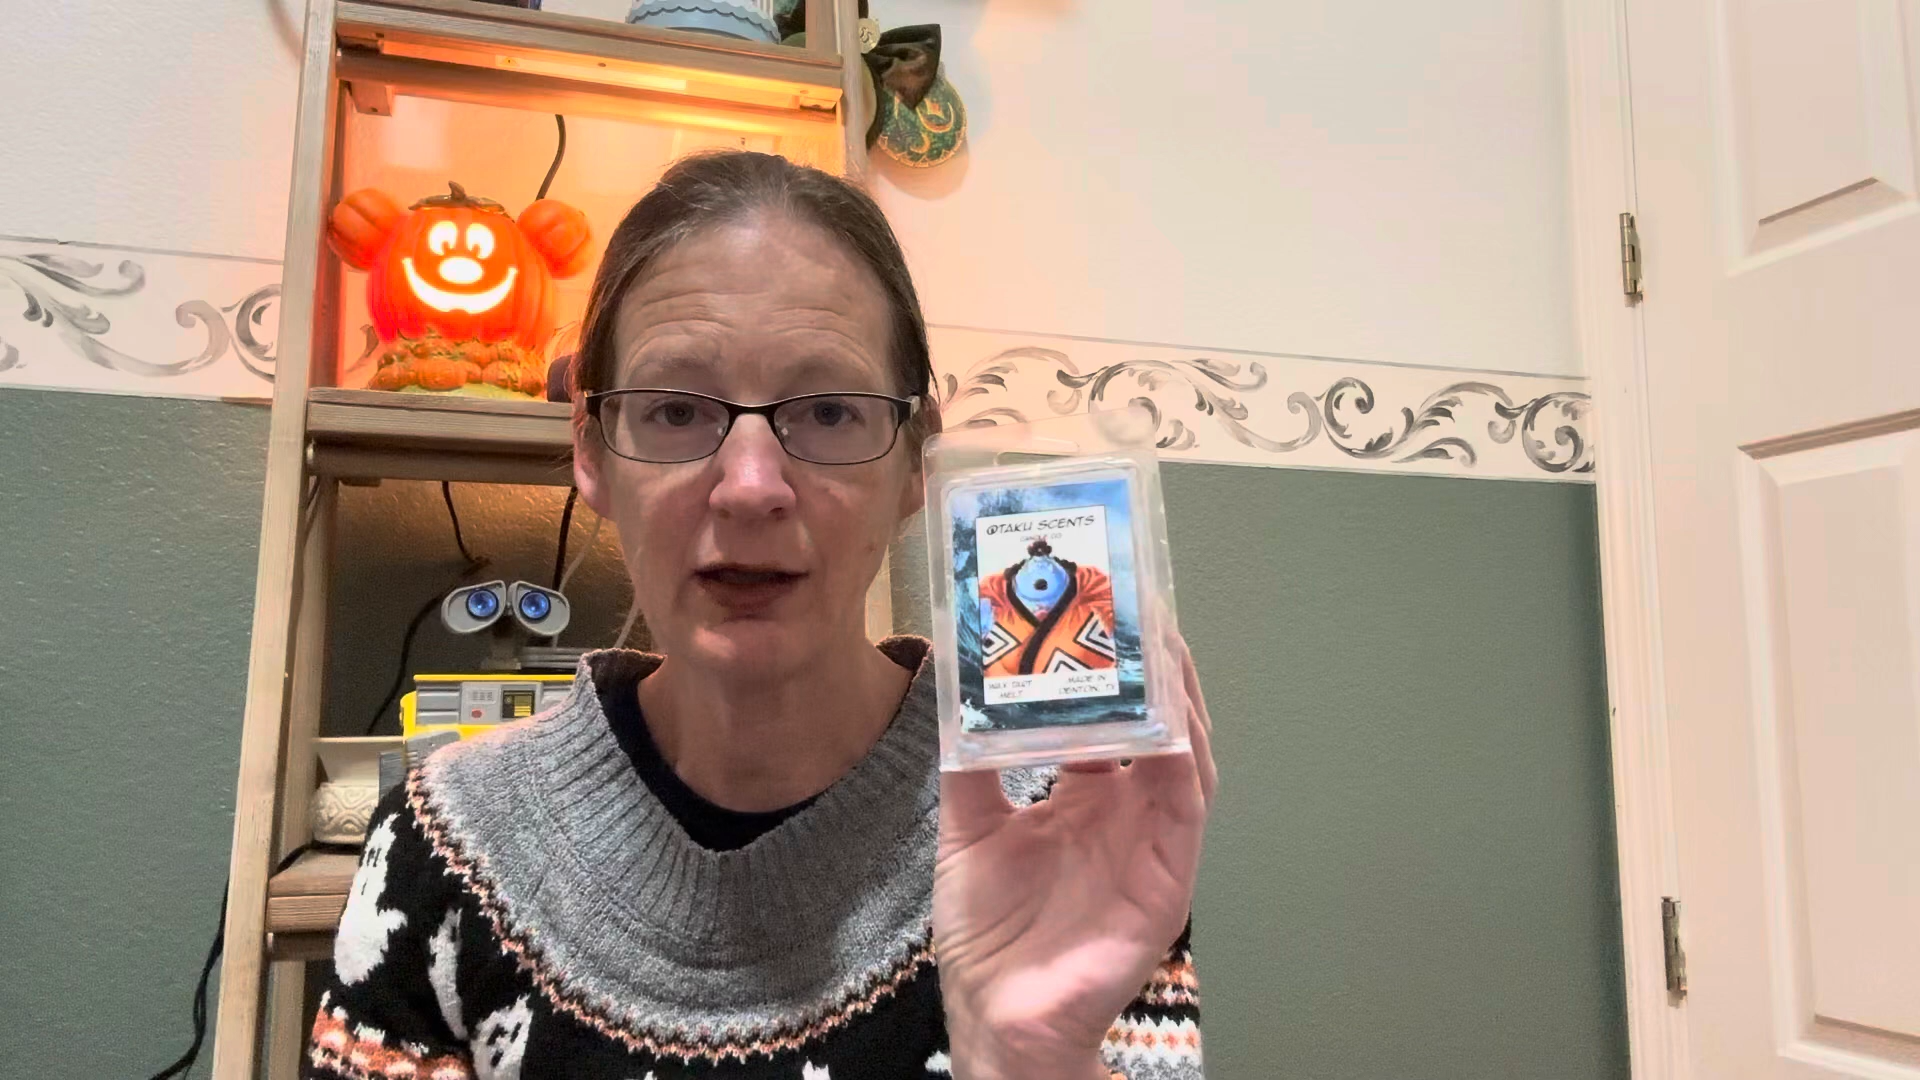 OTAKU SCENTS
CANDLE CO
WAX TART
MELT
MADE IN
DENTON, TX